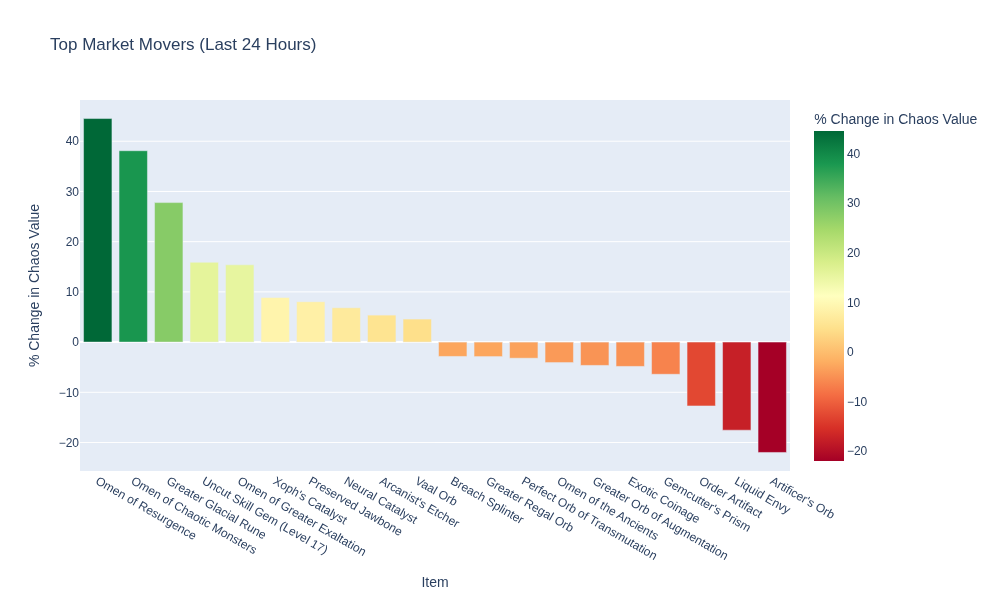 Top Market Movers (Last 24 Hours)
% Change in Chaos Value
40
30
20
10
0
−10
−20
Omen of Resurgence
Omen of Chaotic Monsters
Greater Glacial Rune
Uncut Skill Gem (Level 17)
Omen of Greater Exaltation
Xoph's Catalyst
Preserved Jawbone
Neural Catalyst
Arcanist's Etcher
Vaal Orb
Breach Splinter
Greater Regal Orb
Perfect Orb of Transmutation
Omen of the Ancients
Greater Orb of Augmentation
Exotic Coinage
Gemcutter's Prism
Order Artifact
Liquid Envy
Artificer's Orb
Item
% Change in Chaos Value
40
30
20
10
0
−10
−20